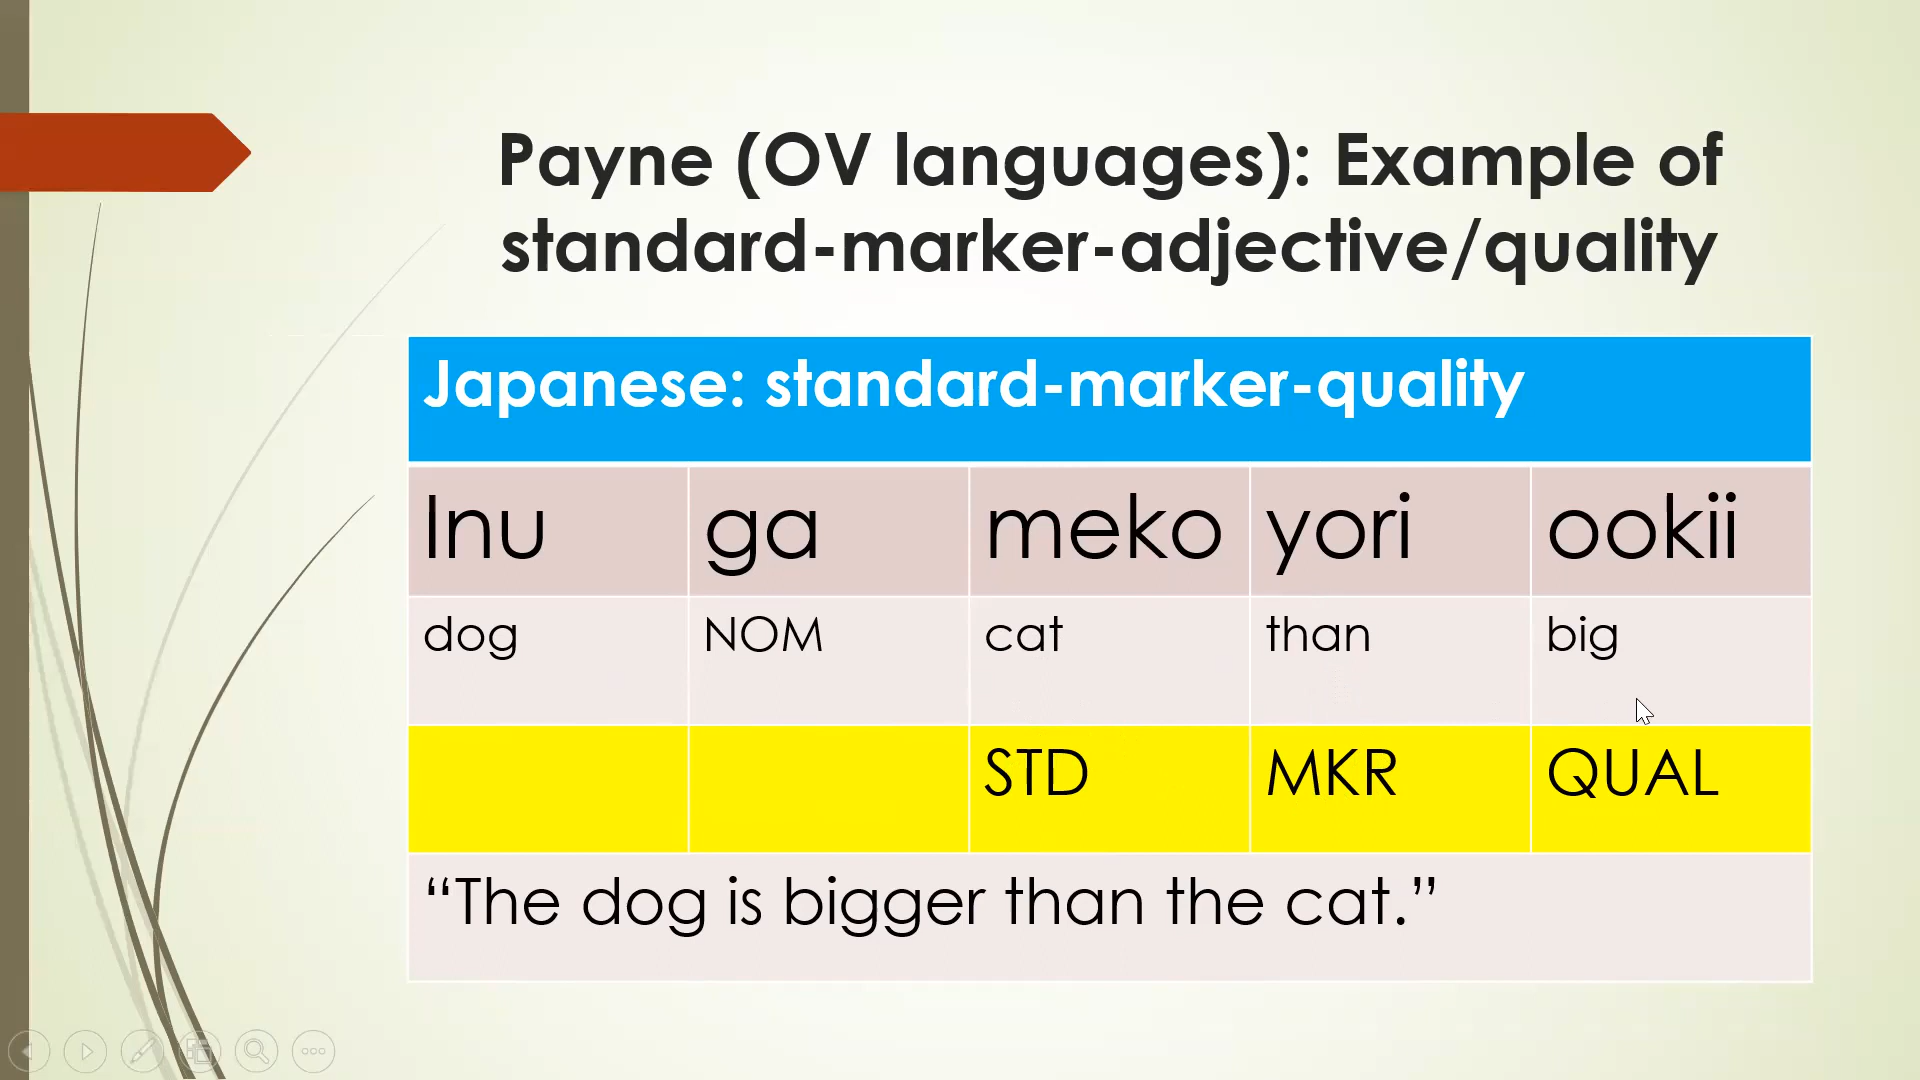 Payne (OV languages): Example of
standard-marker-adjective/quality
Japanese: standard-marker-quality
Inu ga meko yori ookii
dog NOM cat than big
STD MKR QUAL
“The dog is bigger than the cat.”